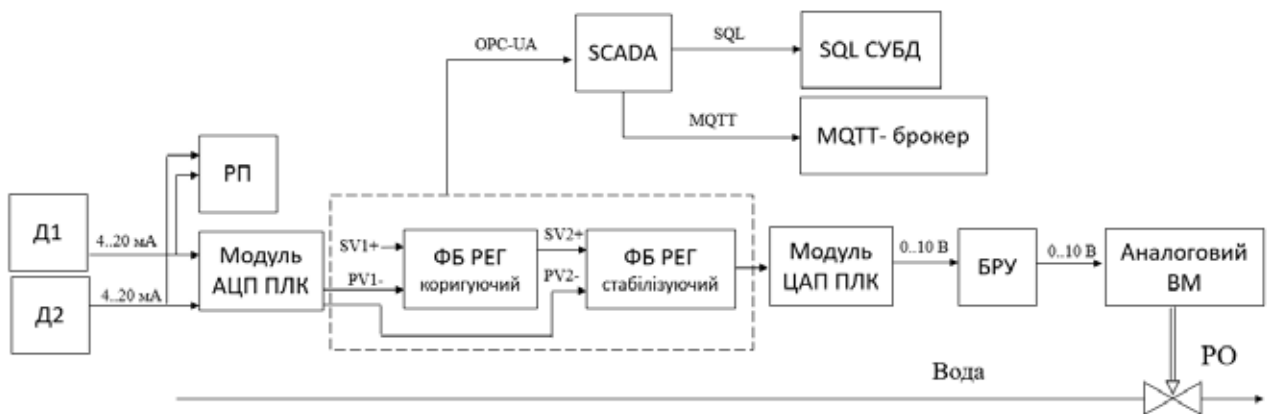 OPC-UA
SCADA
SQL
SQL СУБД
MQTT
MQTT- брокер
РП
Д1
4..20 мА
Д2
4..20 мА
Модуль
АЦП ПЛК
SV1+
PV1-
ФБ РЕГ
коригуючий
SV2+
PV2-
ФБ РЕГ
стабілізуючий
Модуль
ЦАП ПЛК
0..10 В
БРУ
0..10 В
Аналоговий
ВМ
РО
Вода